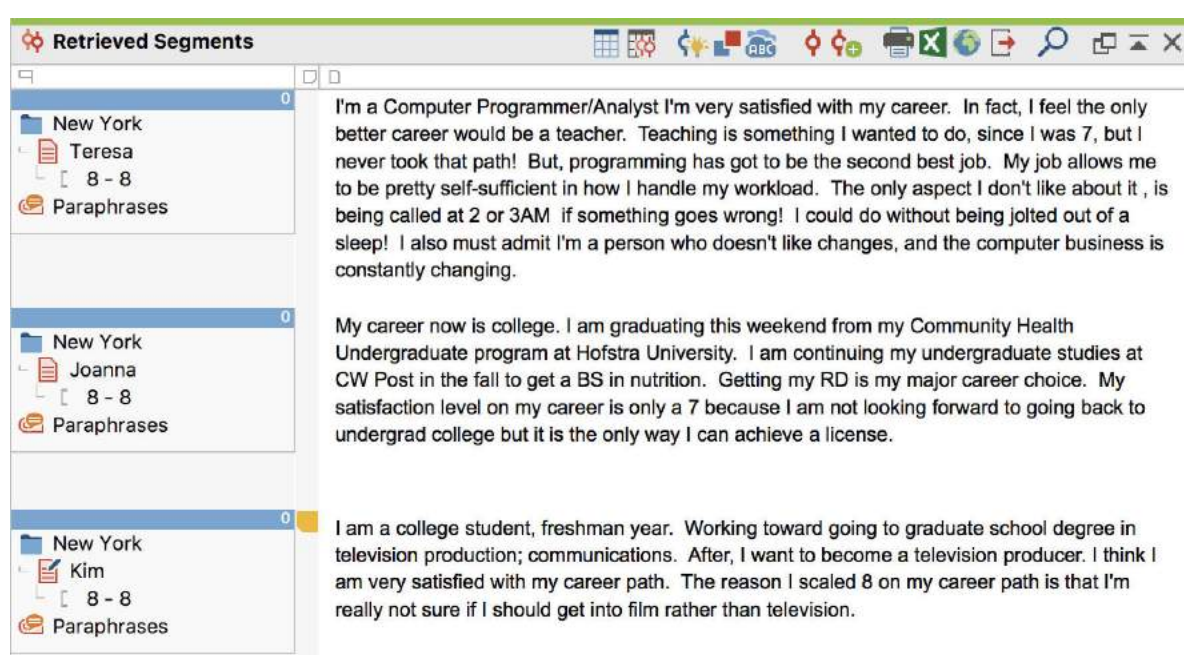 Retrieved Segments
ABC
0
New York
Teresa
8 - 8
Paraphrases
I'm a Computer Programmer/Analyst I'm very satisfied with my career.  In fact, I feel the only
better career would be a teacher.  Teaching is something I wanted to do, since I was 7, but I
never took that path!  But, programming has got to be the second best job.  My job allows me
to be pretty self-sufficient in how I handle my workload.  The only aspect I don't like about it , is
being called at 2 or 3AM  if something goes wrong!  I could do without being jolted out of a
sleep!  I also must admit I'm a person who doesn't like changes, and the computer business is
constantly changing.
0
New York
Joanna
8 - 8
Paraphrases
My career now is college. I am graduating this weekend from my Community Health
Undergraduate program at Hofstra University.  I am continuing my undergraduate studies at
CW Post in the fall to get a BS in nutrition.  Getting my RD is my major career choice.  My
satisfaction level on my career is only a 7 because I am not looking forward to going back to
undergrad college but it is the only way I can achieve a license.
0
New York
Kim
8 - 8
Paraphrases
I am a college student, freshman year.  Working toward going to graduate school degree in
television production; communications.  After, I want to become a television producer. I think I
am very satisfied with my career path.  The reason I scaled 8 on my career path is that I'm
really not sure if I should get into film rather than television.